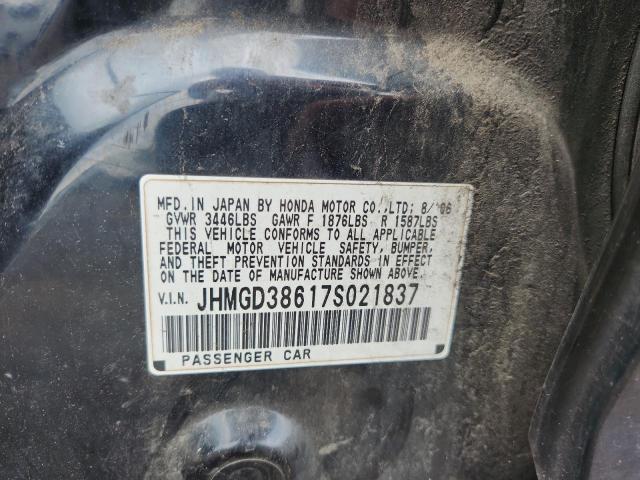 MFD.IN JAPAN BY HONDA MOTOR CO.,LTD; 8/'06
GVWR 3446LBS GAWR F 1876LBS R 1587LBS
THIS VEHICLE CONFORMS TO ALL APPLICABLE
FEDERAL MOTOR VEHICLE SAFETY, BUMPER,
AND THEFT PREVENTION STANDARDS IN EFFECT
ON THE DATE OF MANUFACTURE SHOWN ABOVE.
V.I.N. JHMGD38617S021837
PASSENGER CAR